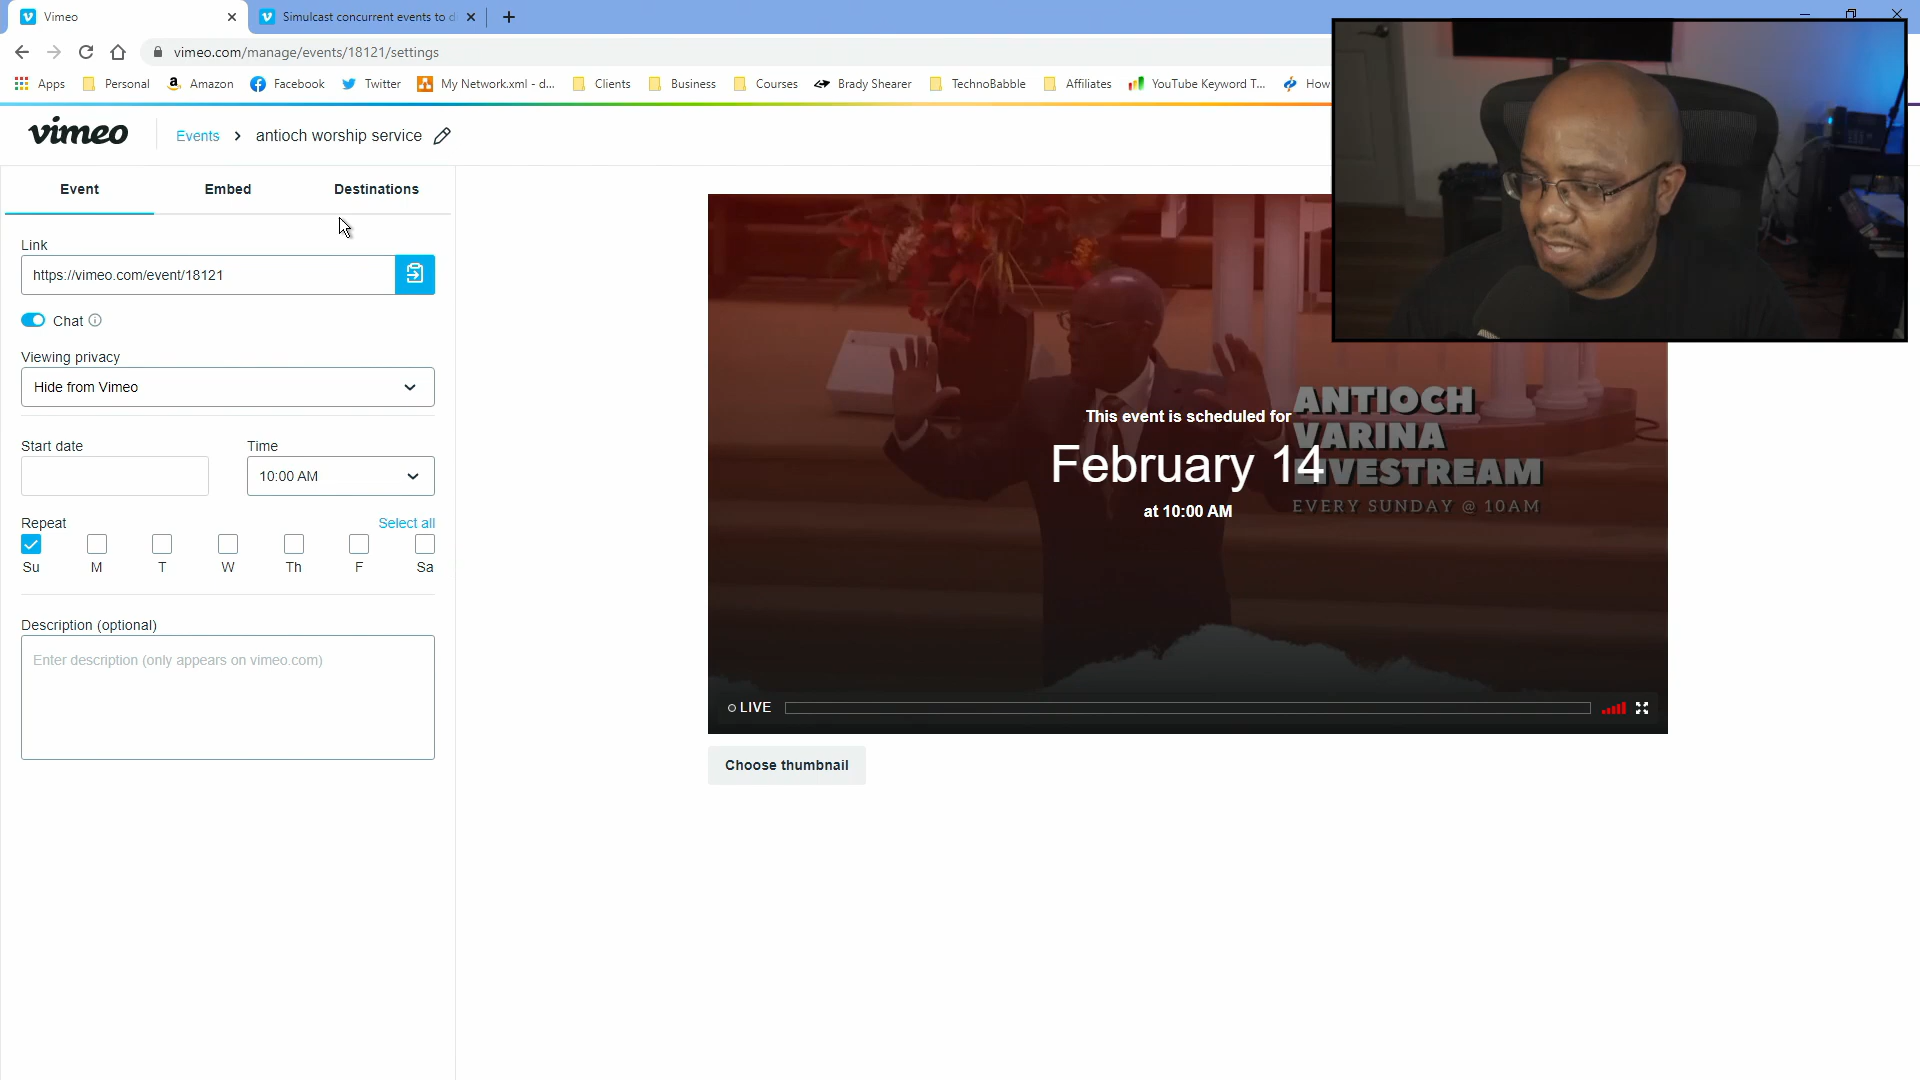 Vimeo
Simulcast concurrent events to d
vimeo.com/manage/events/18121/settings
Apps
Personal
Amazon
Facebook
Twitter
My Network.xml - d...
Clients
Business
Courses
Brady Shearer
TechnoBabble
Affiliates
YouTube Keyword T...
How
vimeo
Events > antioch worship service
Event
Embed
Destinations
Link
https://vimeo.com/event/18121
Chat
Viewing privacy
Hide from Vimeo
Start date
Time
10:00 AM
Repeat
Select all
Su
M
T
W
Th
F
Sa
Description (optional)
Enter description (only appears on vimeo.com)
This event is scheduled for
February 14
at 10:00 AM
ANTIOCH
VARINA
LIVESTREAM
EVERY SUNDAY @ 10AM
LIVE
Choose thumbnail